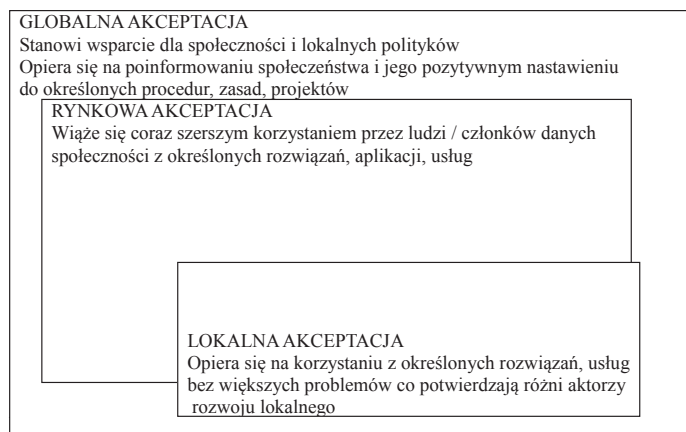 GLOBALNA AKCEPTACJA
Stanowi wsparcie dla społeczności i lokalnych polityków
Opiera się na poinformowaniu społeczeństwa i jego pozytywnym nastawieniu
do określonych procedur, zasad, projektów
RYNKOWA AKCEPTACJA
Wiąże się coraz szerszym korzystaniem przez ludzi / członków danych
społeczności z określonych rozwiązań, aplikacji, usług
LOKALNA AKCEPTACJA
Opiera się na korzystaniu z określonych rozwiązań, usług
bez większych problemów co potwierdzają różni aktorzy
rozwoju lokalnego